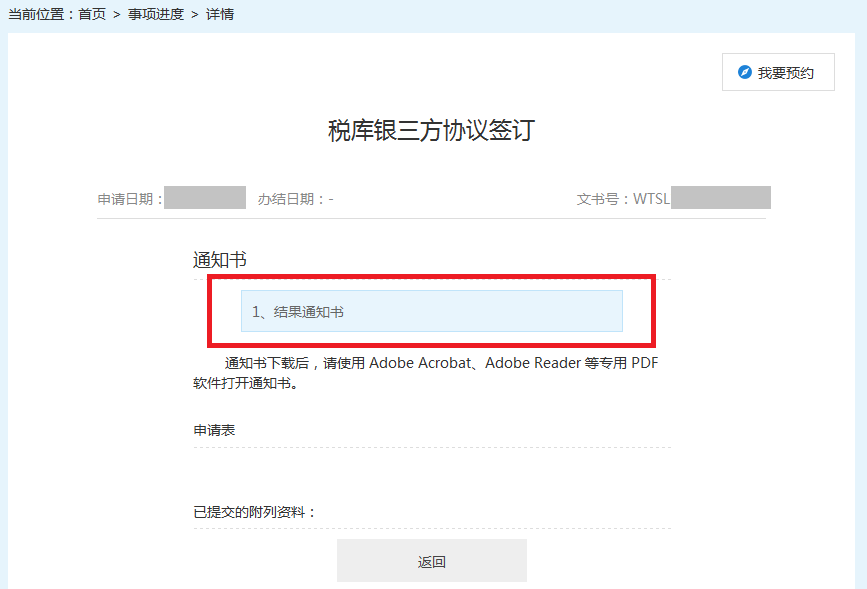 当前位置：首页 > 事项进度 > 详情
我要预约
税库银三方协议签订
申请日期： 办结日期：- 文书号：WTSL
通知书
1、结果通知书
通知书下载后，请使用 Adobe Acrobat、Adobe Reader 等专用 PDF
软件打开通知书。
申请表
已提交的附列资料：
返回